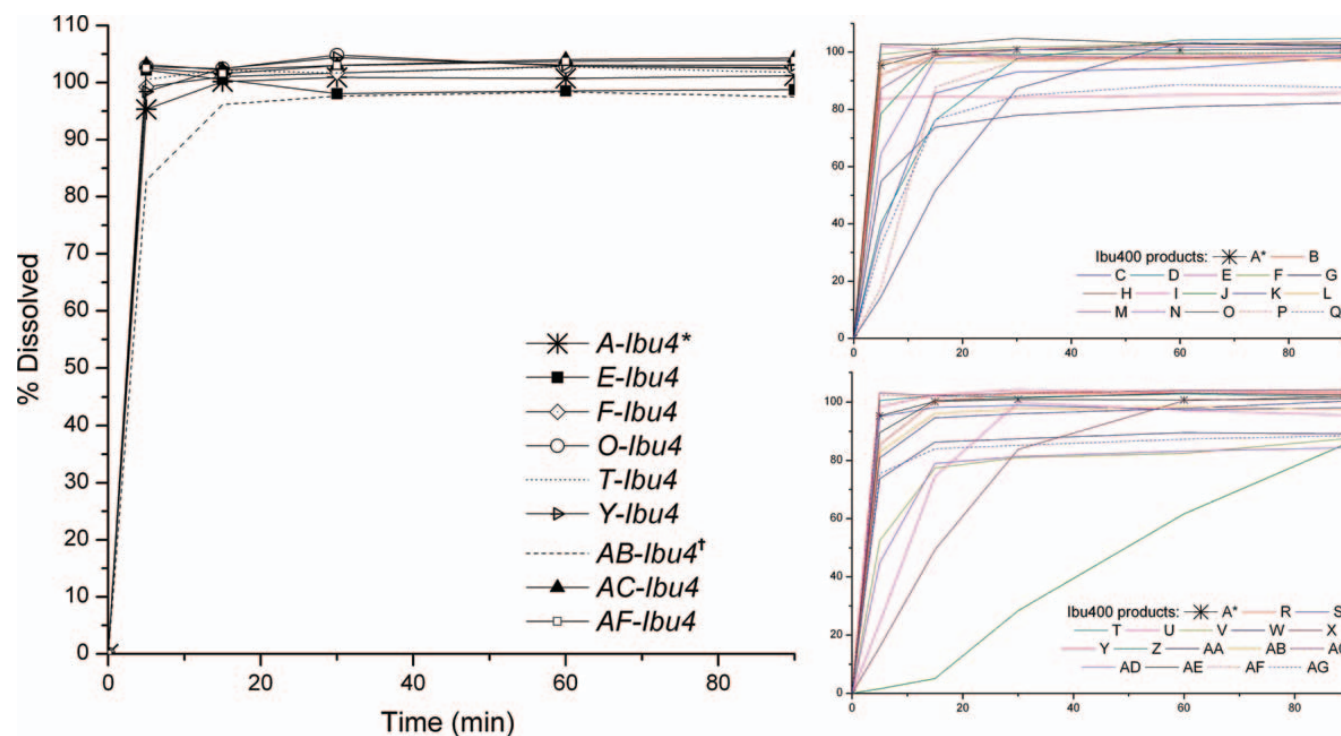 110
100
90
80
70
60
50
40
30
20
10
0
% Dissolved
0 20 40 60 80
Time (min)
A-Ibu4*
E-Ibu4
F-Ibu4
O-Ibu4
T-Ibu4
Y-Ibu4
AB-Ibu4†
AC-Ibu4
AF-Ibu4
100
80
60
40
20
0
Ibu400 products: A* B
C D E F G
H I J K L
M N O P Q
0 20 40 60 80
100
80
60
40
20
0
Ibu400 products: A* R S
T U V W X
Y Z AA AB
AD AE AF AG
0 20 40 60 80